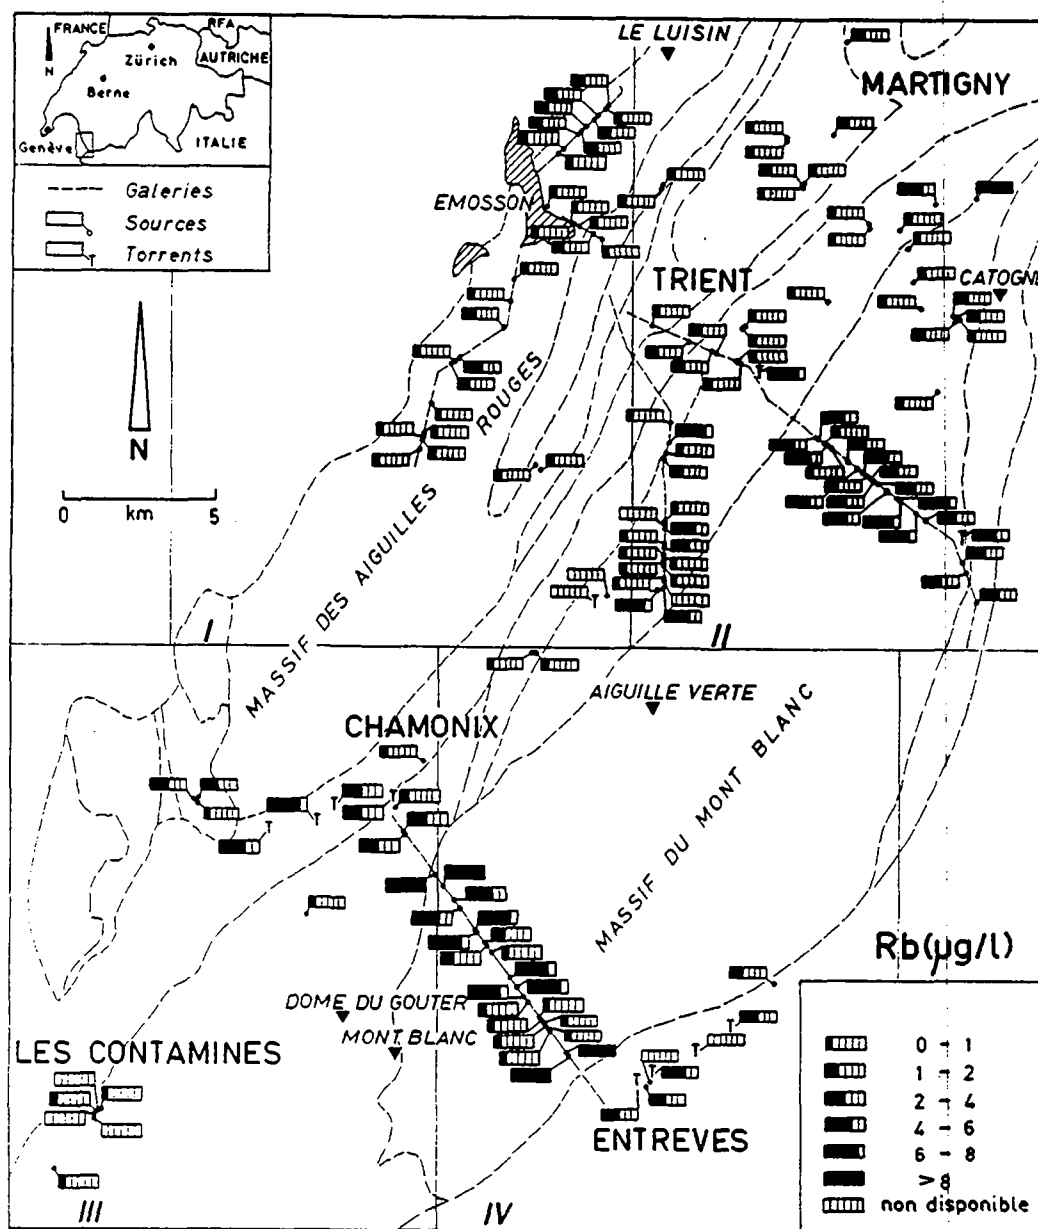 FRANCE
RFA
Zürich
AUTRICHE
N
Berne
Genève
ITALIE
Galeries
Sources
Torrents
LE LUISIN
MARTIGNY
EMOSSON
TRIENT
CATOGNE
N
0 km 5
MASSIF DES AIGUILLES ROUGES
I
II
AIGUILLE VERTE
CHAMONIX
MASSIF DU MONT BLANC
Rb(µg/l)
DOME DU GOUTER
MONT BLANC
LES CONTAMINES
ENTREVES
0 - 1
1 - 2
2 - 4
4 - 6
6 - 8
>8
non disponible
III
IV